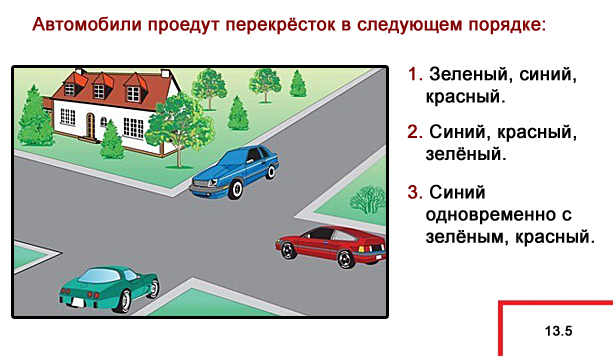 Автомобили проедут перекрёсток в следующем порядке:
1. Зеленый, синий,
красный.
2. Синий, красный,
зелёный.
3. Синий
одновременно с
зелёным, красный.
13.5